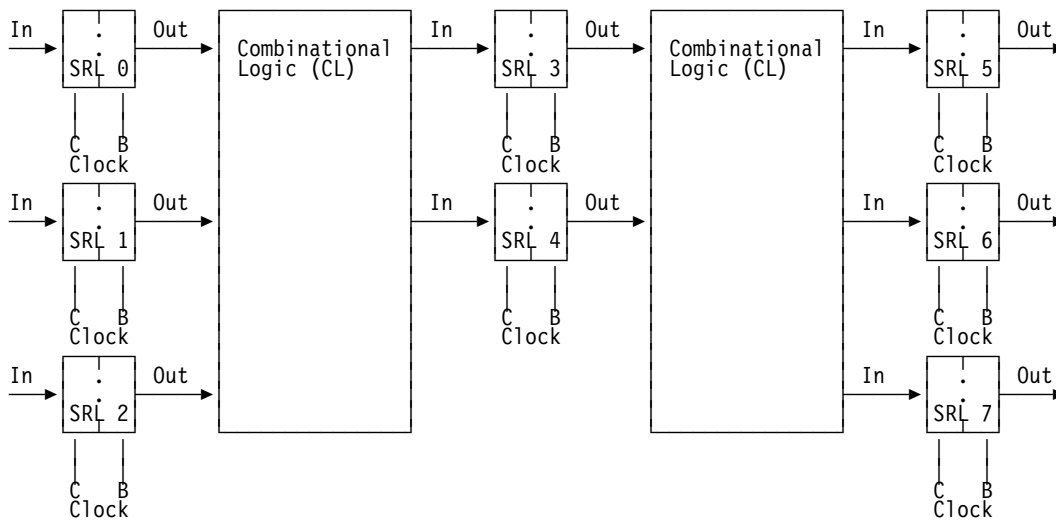 In Out In Out In Out
Combinational Combinational
Logic (CL) Logic (CL)
SRL 0 SRL 3 SRL 5
C B C B C B
Clock Clock Clock
In Out In Out In Out
SRL 1 SRL 4 SRL 6
C B C B C B
Clock Clock Clock
In Out In Out
SRL 2 SRL 7
C B C B
Clock Clock